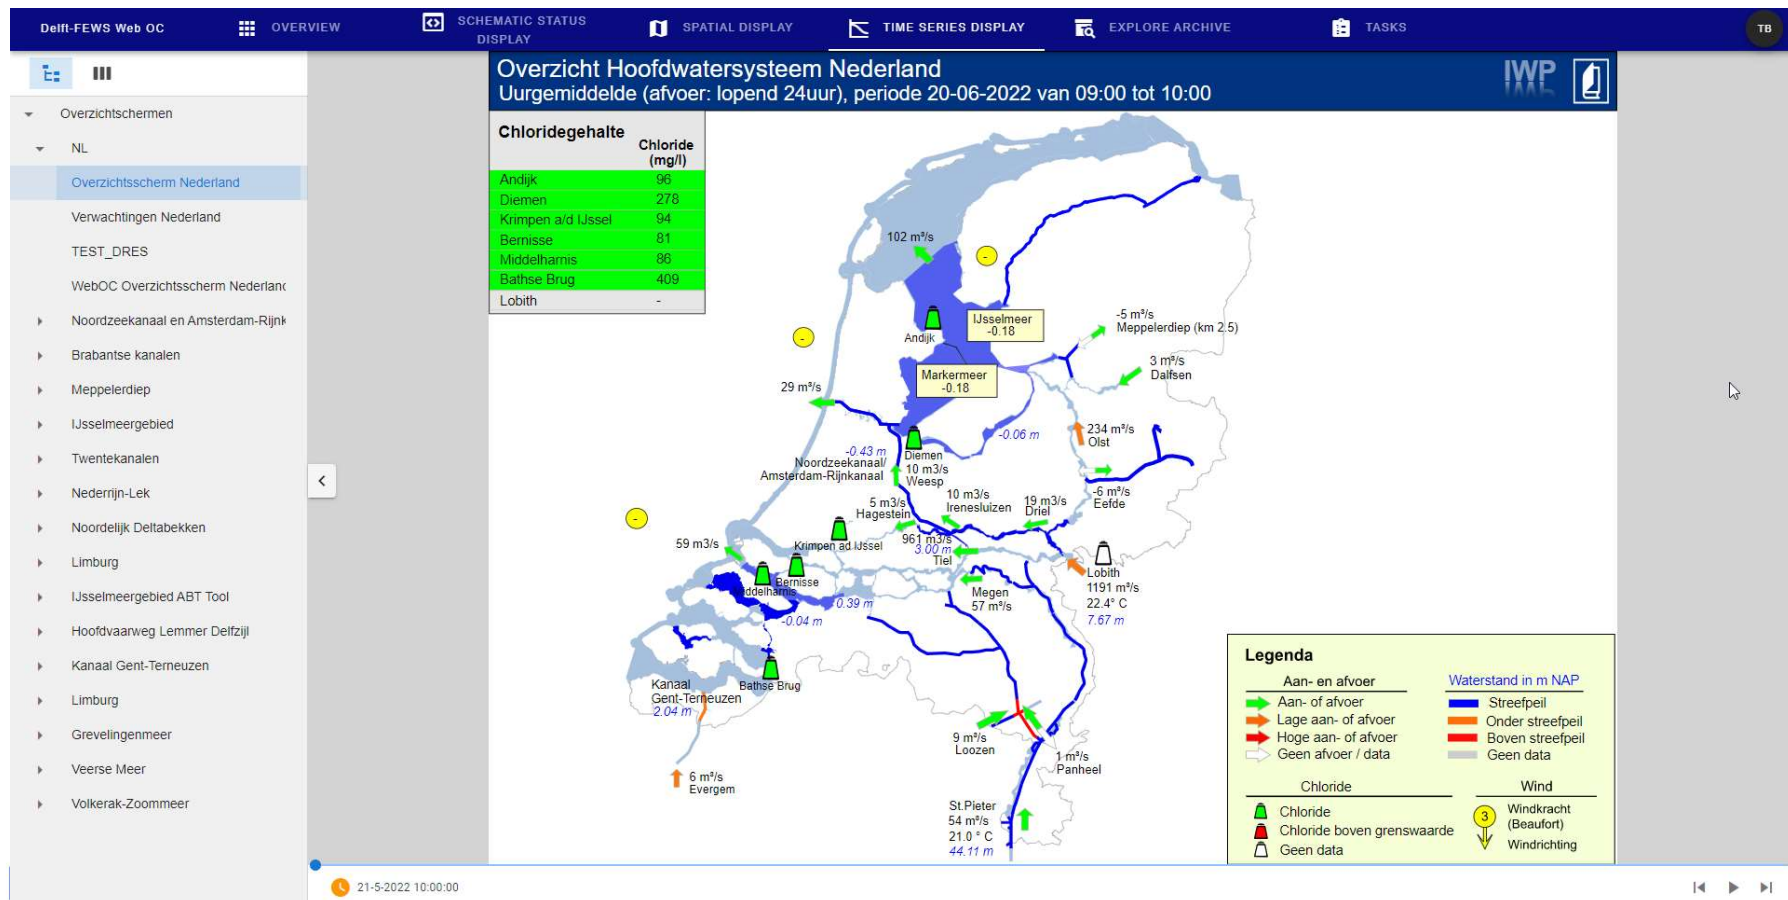 Delft-FEWS Web OC
OVERVIEW
SCHEMATIC STATUS
DISPLAY
SPATIAL DISPLAY
TIME SERIES DISPLAY
EXPLORE ARCHIVE
TASKS
TB
Overzichtschermen
NL
Overzichtsscherm Nederland
Verwachtingen Nederland
TEST_DRES
WebOC Overzichtsscherm Nederland
Noordzeekanaal en Amsterdam-Rijnk
Brabantse kanalen
Meppelerdiep
IJsselmeergebied
Twentekanalen
Nederrijn-Lek
Noordelijk Deltabekken
Limburg
IJsselmeergebied ABT Tool
Hoofdvaarweg Lemmer Delfzijl
Kanaal Gent-Terneuzen
Limburg
Grevelingenmeer
Veerse Meer
Volkerak-Zoommeer
Overzicht Hoofdwatersysteem Nederland
Uurgemiddelde (afvoer: lopend 24uur), periode 20-06-2022 van 09:00 tot 10:00
IWP
Chloridegehalte
Chloride
(mg/l)
Andijk 96
Diemen 278
Krimpen a/d IJssel 94
Bernisse 81
Middelharnis 86
Bathse Brug 409
Lobith -
102 m³/s
-
-
-
Andijk
IJsselmeer
-0.18
Markermeer
-0.18
-5 m³/s
Meppelerdiep (km 2.5)
3 m³/s
Dalfsen
29 m³/s
234 m³/s
Olst
-0.06 m
-0.43 m
Noordzeekanaal/
Amsterdam-Rijnkanaal
Diemen
10 m3/s
Weesp
-6 m³/s
Eefde
5 m3/s
Hagestein
10 m3/s
Irenesluizen
19 m3/s
Driel
961 m3/s
3.00 m
Tiel
59 m3/s
Krimpen ad IJssel
Bernisse
Middelharnis
0.39 m
-0.04 m
Megen
57 m³/s
Lobith
1191 m³/s
22.4° C
7.67 m
Kanaal
Gent-Terneuzen
2.04 m
Bathse Brug
9 m³/s
Loozen
1 m³/s
Panheel
6 m³/s
Evergem
St.Pieter
54 m³/s
21.0 ° C
44.11 m
Legenda
Aan- en afvoer
Aan- of afvoer
Lage aan- of afvoer
Hoge aan- of afvoer
Geen afvoer / data
Waterstand in m NAP
Streefpeil
Onder streefpeil
Boven streefpeil
Geen data
Chloride
Chloride
Chloride boven grenswaarde
Geen data
Wind
3
Windkracht
(Beaufort)
Windrichting
21-5-2022 10:00:00